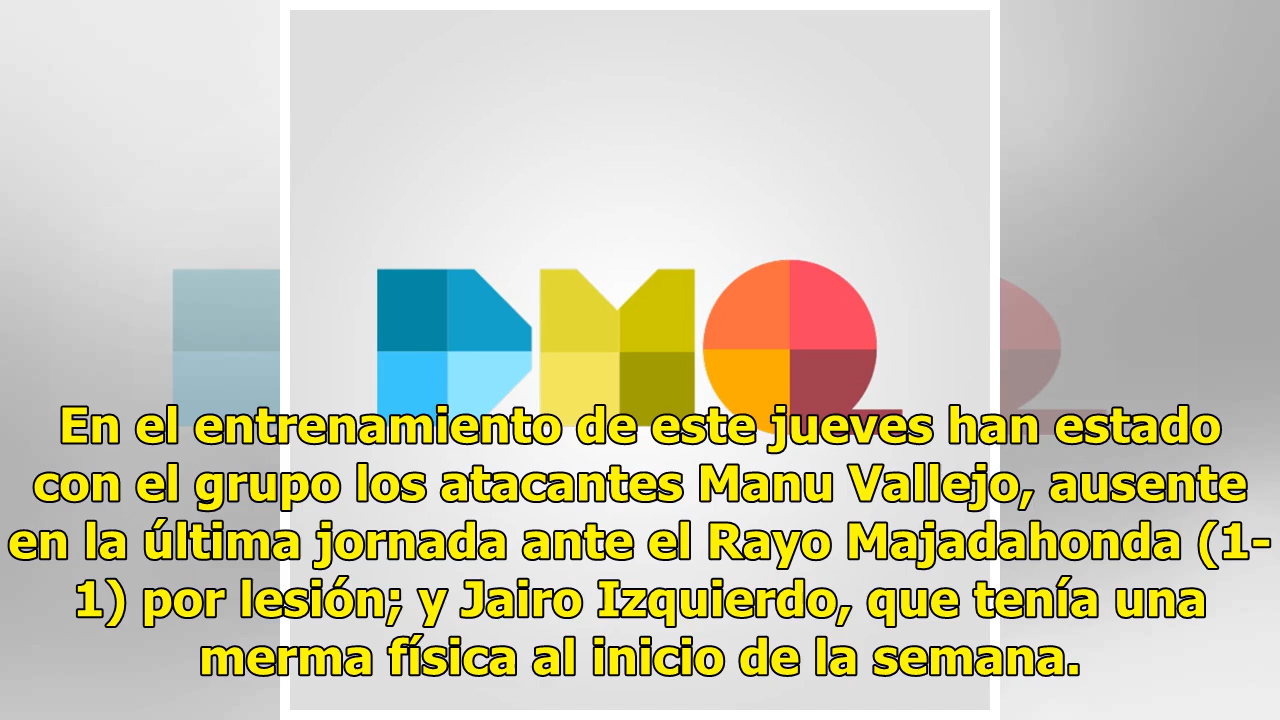 DMQ
En el entrenamiento de este jueves han estado
con el grupo los atacantes Manu Vallejo, ausente
en la última jornada ante el Rayo Majadahonda (1-
1) por lesión; y Jairo Izquierdo, que tenía una
merma física al inicio de la semana.